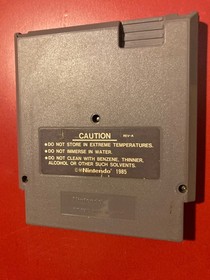 CAUTION REV-A
●DO NOT STORE IN EXTREME TEMPERATURES.
●DO NOT IMMERSE IN WATER.
●DO NOT CLEAN WITH BENZENE, THINNER,
ALCOHOL OR OTHER SUCH SOLVENTS.
©Nintendo 1985